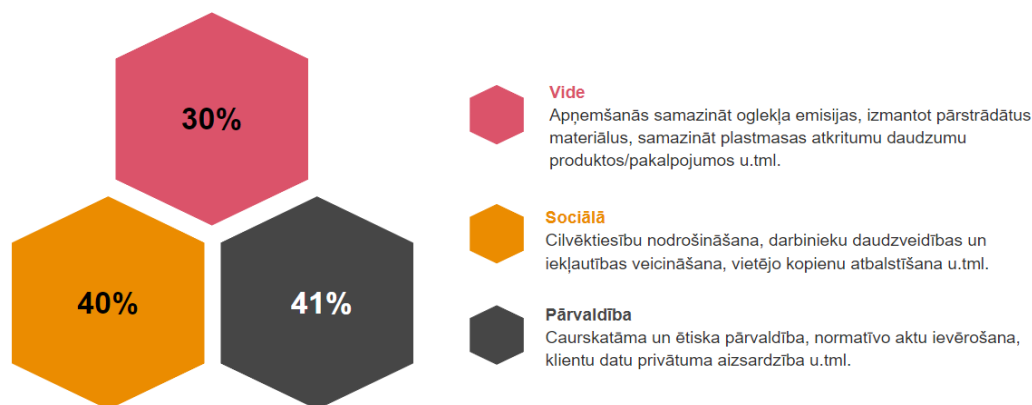 30%
40%
41%
Vide
Apņemšanās samazināt oglekļa emisijas, izmantot pārstrādātus
materiālus, samazināt plastmasas atkritumu daudzumu
produktos/pakalpojumos u.tml.
Sociālā
Cilvēktiesību nodrošināšana, darbinieku daudzveidības un
iekļautības veicināšana, vietējo kopienu atbalstīšana u.tml.
Pārvaldība
Caurskatāma un ētiska pārvaldība, normatīvo aktu ievērošana,
klientu datu privātuma aizsardzība u.tml.